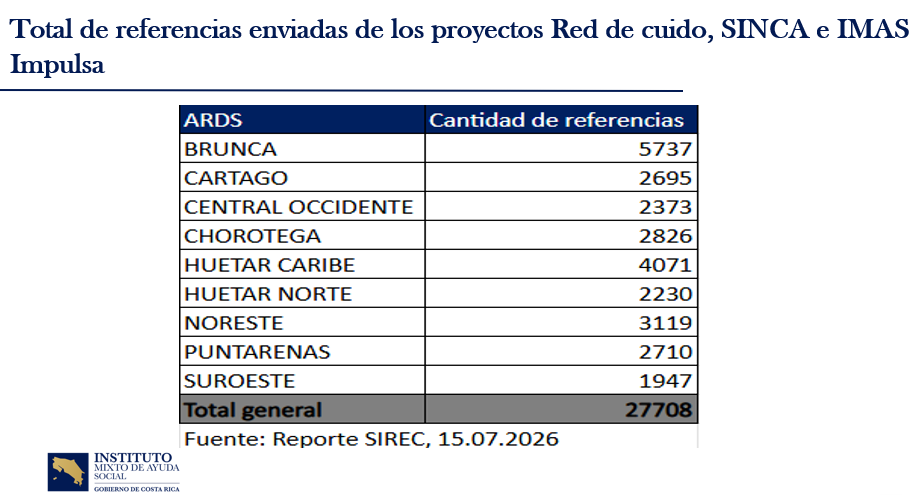 Total de referencias enviadas de los proyectos Red de cuido, SINCA e IMAS
Impulsa
ARDS Cantidad de referencias
BRUNCA 5737
CARTAGO 2695
CENTRAL OCCIDENTE 2373
CHOROTEGA 2826
HUETAR CARIBE 4071
HUETAR NORTE 2230
NORESTE 3119
PUNTARENAS 2710
SUROESTE 1947
Total general 27708
Fuente: Reporte SIREC, 15.07.2026
INSTITUTO
MIXTO DE AYUDA
SOCIAL
GOBIERNO DE COSTA RICA